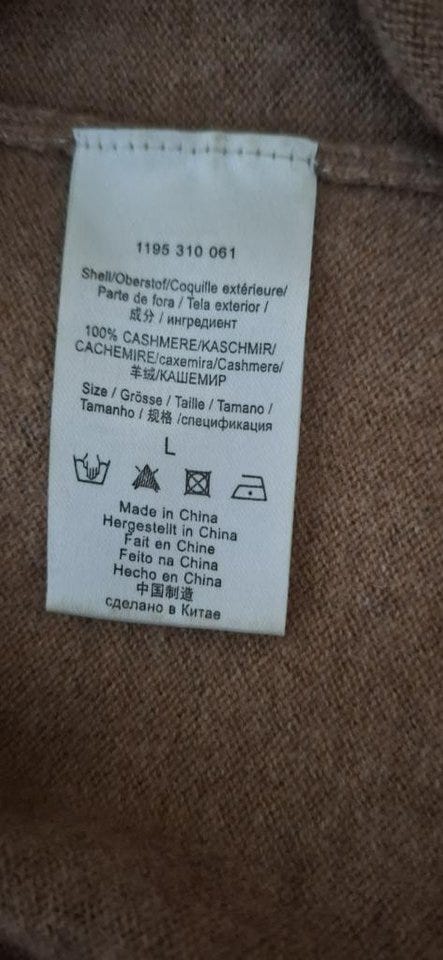 1195 310 061
Shell/Oberstof/Coquille extérieure/
Parte de fora / Tela exterior /
成分 / ингредиент
100% CASHMERE/KASCHMIR/
CACHEMIRE/caxemira/Cashmere/
羊绒/КАШЕМИР
Size / Grösse / Taille / Tamano /
Tamanho / 规格 /спецификация
L
Made in China
Hergestellt in China
Fait en Chine
Feito na China
Hecho en China
中国制造
сделано в Китае